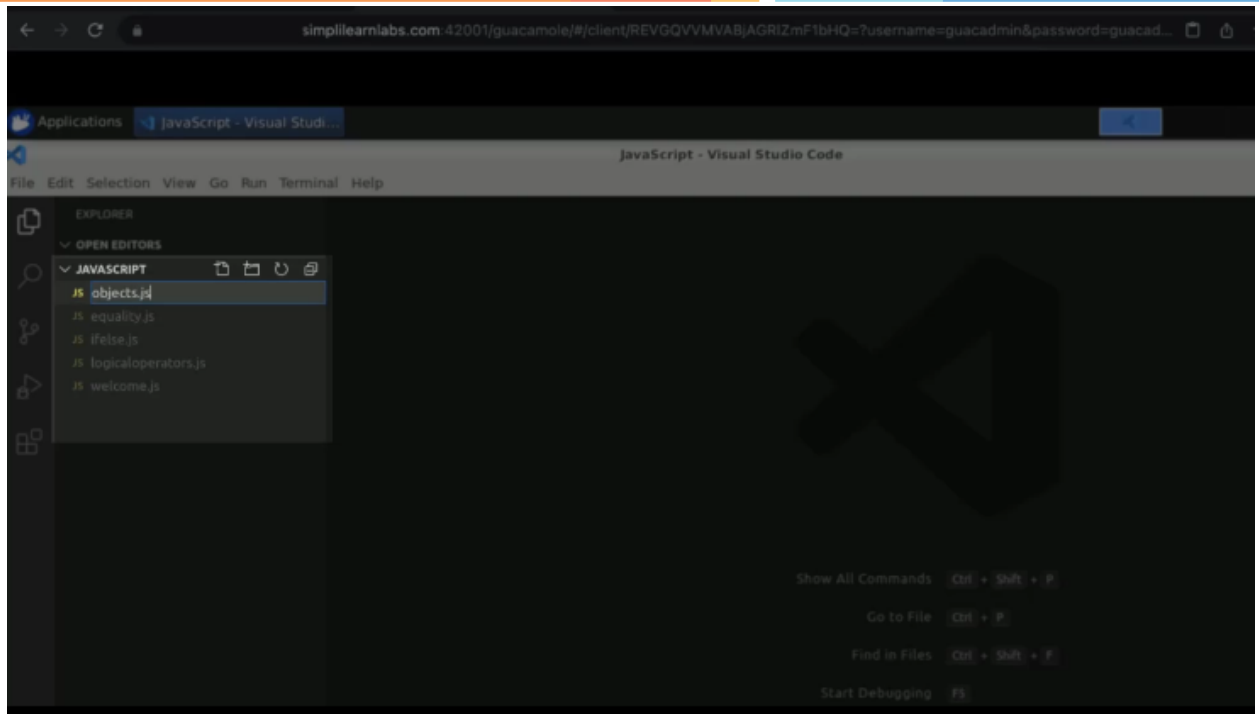 simplilearnlabs.com:42001/guacamole/#/client/REVGQVVMVABjAGRlZmF1bHQ=?username=guacadmin&password=guacad...
Applications JavaScript - Visual Studi...
JavaScript - Visual Studio Code
File Edit Selection View Go Run Terminal Help
EXPLORER
OPEN EDITORS
JAVASCRIPT
JS objects.js
JS equality.js
JS ifelse.js
JS logicaloperators.js
JS welcome.js
Show All Commands Ctrl + Shift + P
Go to File Ctrl + P
Find in Files Ctrl + Shift + F
Start Debugging F5